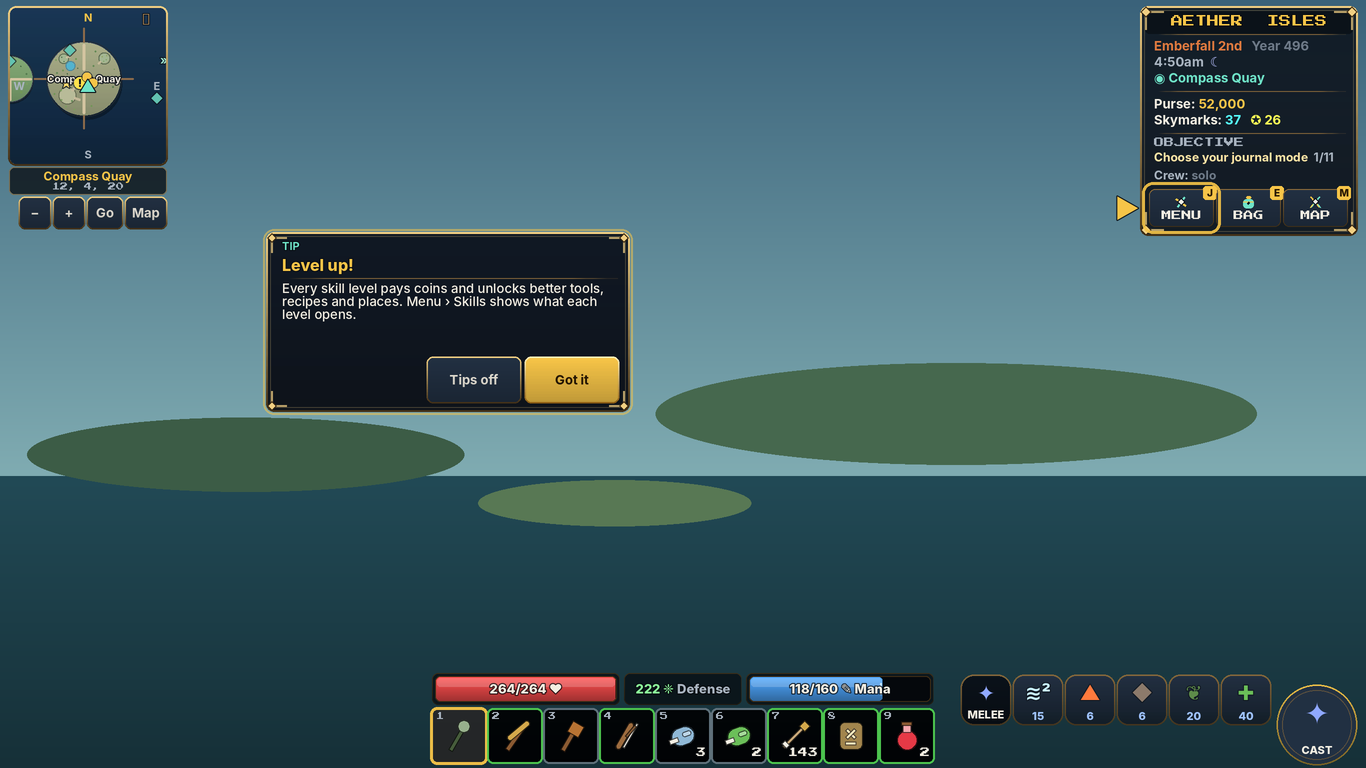 N
Compass Quay
W
E
S
Compass Quay
12, 4, 20
−
+
Go
Map
TIP
Level up!
Every skill level pays coins and unlocks better tools,
recipes and places. Menu › Skills shows what each
level opens.
Tips off
Got it
AETHER ISLES
Emberfall 2nd Year 496
4:50am ☾
◉ Compass Quay
Purse: 52,000
Skymarks: 37 ✪ 26
OBJECTIVE
Choose your journal mode 1/11
Crew: solo
J
MENU
E
BAG
M
MAP
264/264 ♥
222 Defense
118/160 ✎ Mana
1
2
3
4
5
3
6
2
7
143
8
9
2
MELEE
≋² 15
6
6
20
40
CAST